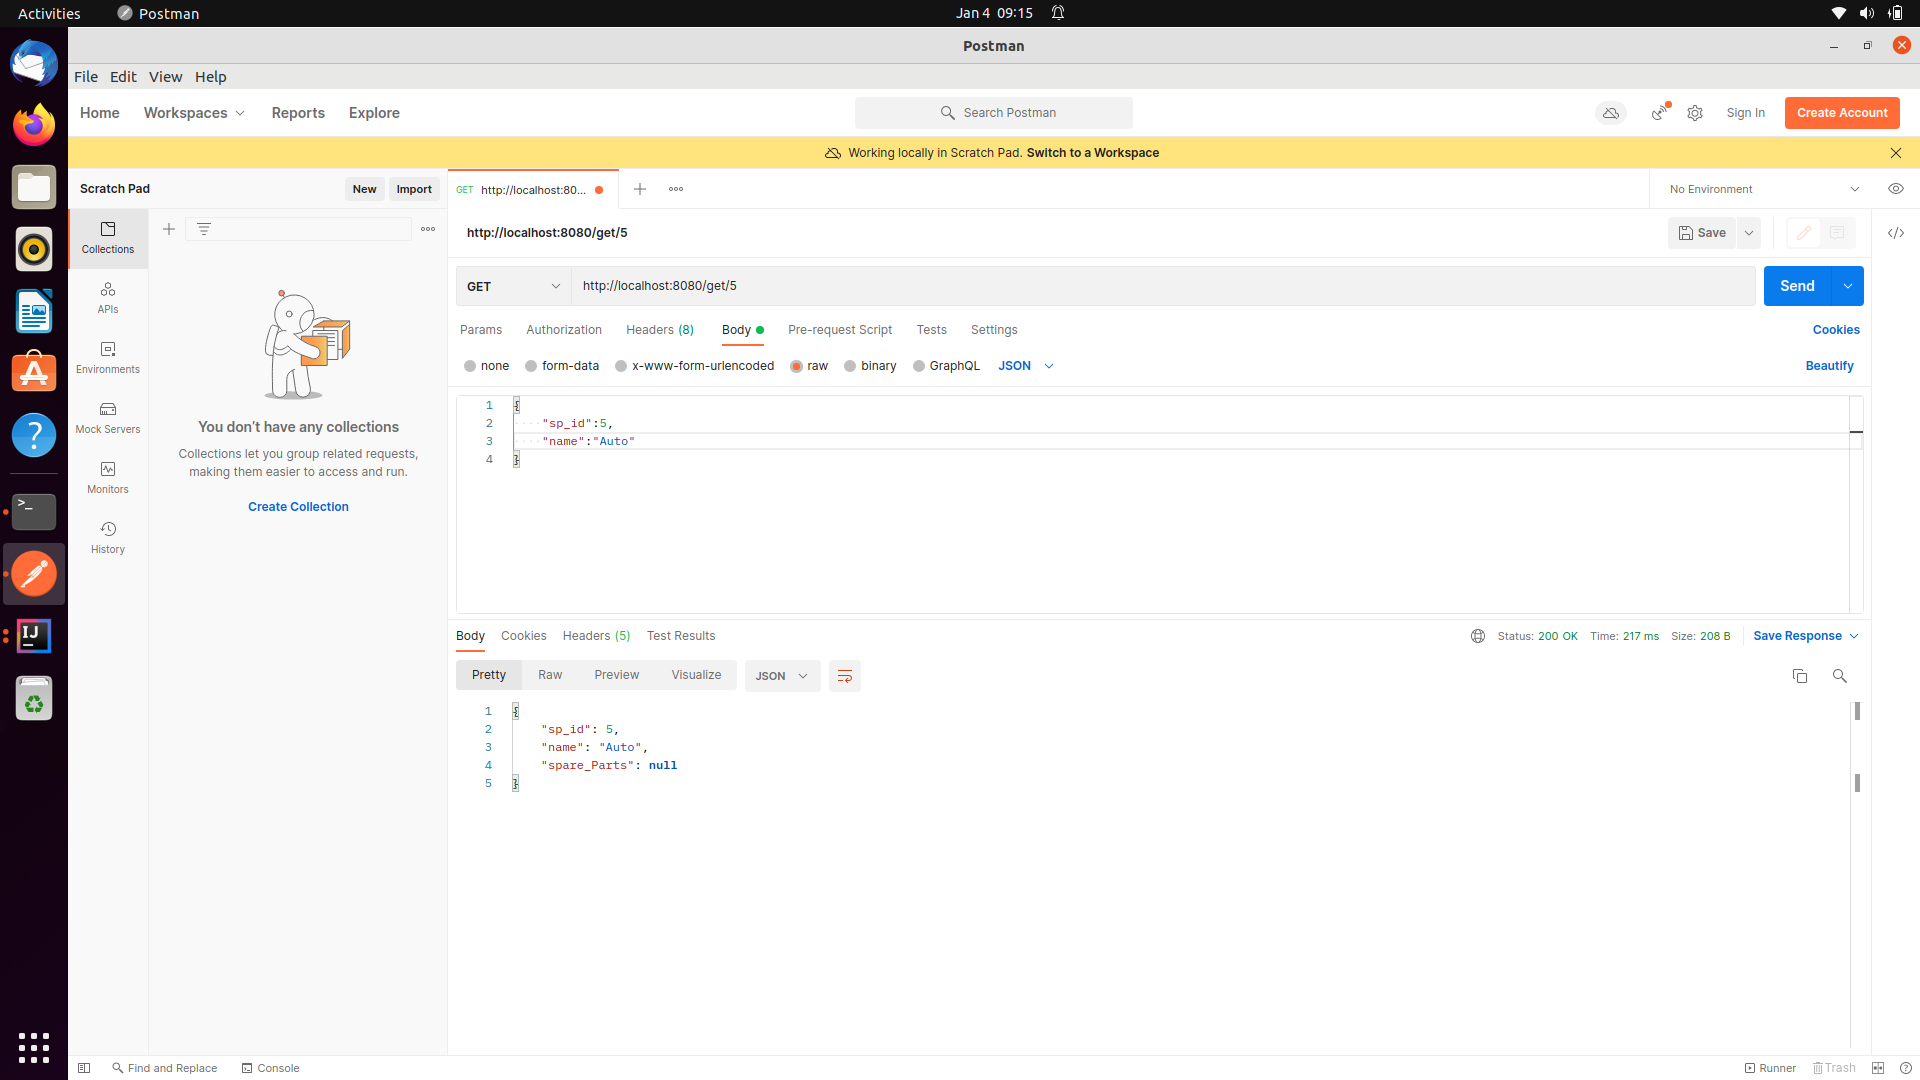 Activities
Postman
Jan 4 09:15
Postman
File Edit View Help
Home
Workspaces
Reports
Explore
Search Postman
Sign In
Create Account
Working locally in Scratch Pad. Switch to a Workspace
Scratch Pad
New
Import
GET http://localhost:80...
No Environment
Collections
http://localhost:8080/get/5
Save
</>
APIs
Environments
Mock Servers
Monitors
History
You don't have any collections
Collections let you group related requests,
making them easier to access and run.
Create Collection
GET
http://localhost:8080/get/5
Send
Params
Authorization
Headers (8)
Body
Pre-request Script
Tests
Settings
Cookies
none
form-data
x-www-form-urlencoded
raw
binary
GraphQL
JSON
Beautify
1 {
2 "sp_id":5,
3 "name":"Auto"
4 }
Body
Cookies
Headers (5)
Test Results
Status: 200 OK
Time: 217 ms
Size: 208 B
Save Response
Pretty
Raw
Preview
Visualize
JSON
1 {
2 "sp_id": 5,
3 "name": "Auto",
4 "spare_Parts": null
5 }
Find and Replace
Console
Runner
Trash